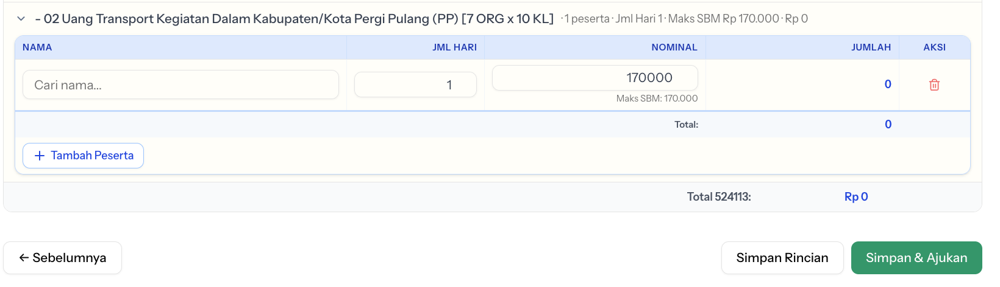 - 02 Uang Transport Kegiatan Dalam Kabupaten/Kota Pergi Pulang (PP) [7 ORG x 10 KL] · 1 peserta · Jml Hari 1 · Maks SBM Rp 170.000 · Rp 0
NAMA JML HARI NOMINAL JUMLAH AKSI
Cari nama... 1 170000 0
Maks SBM: 170.000
Total: 0
+ Tambah Peserta
Total 524113: Rp 0
← Sebelumnya Simpan Rincian Simpan & Ajukan